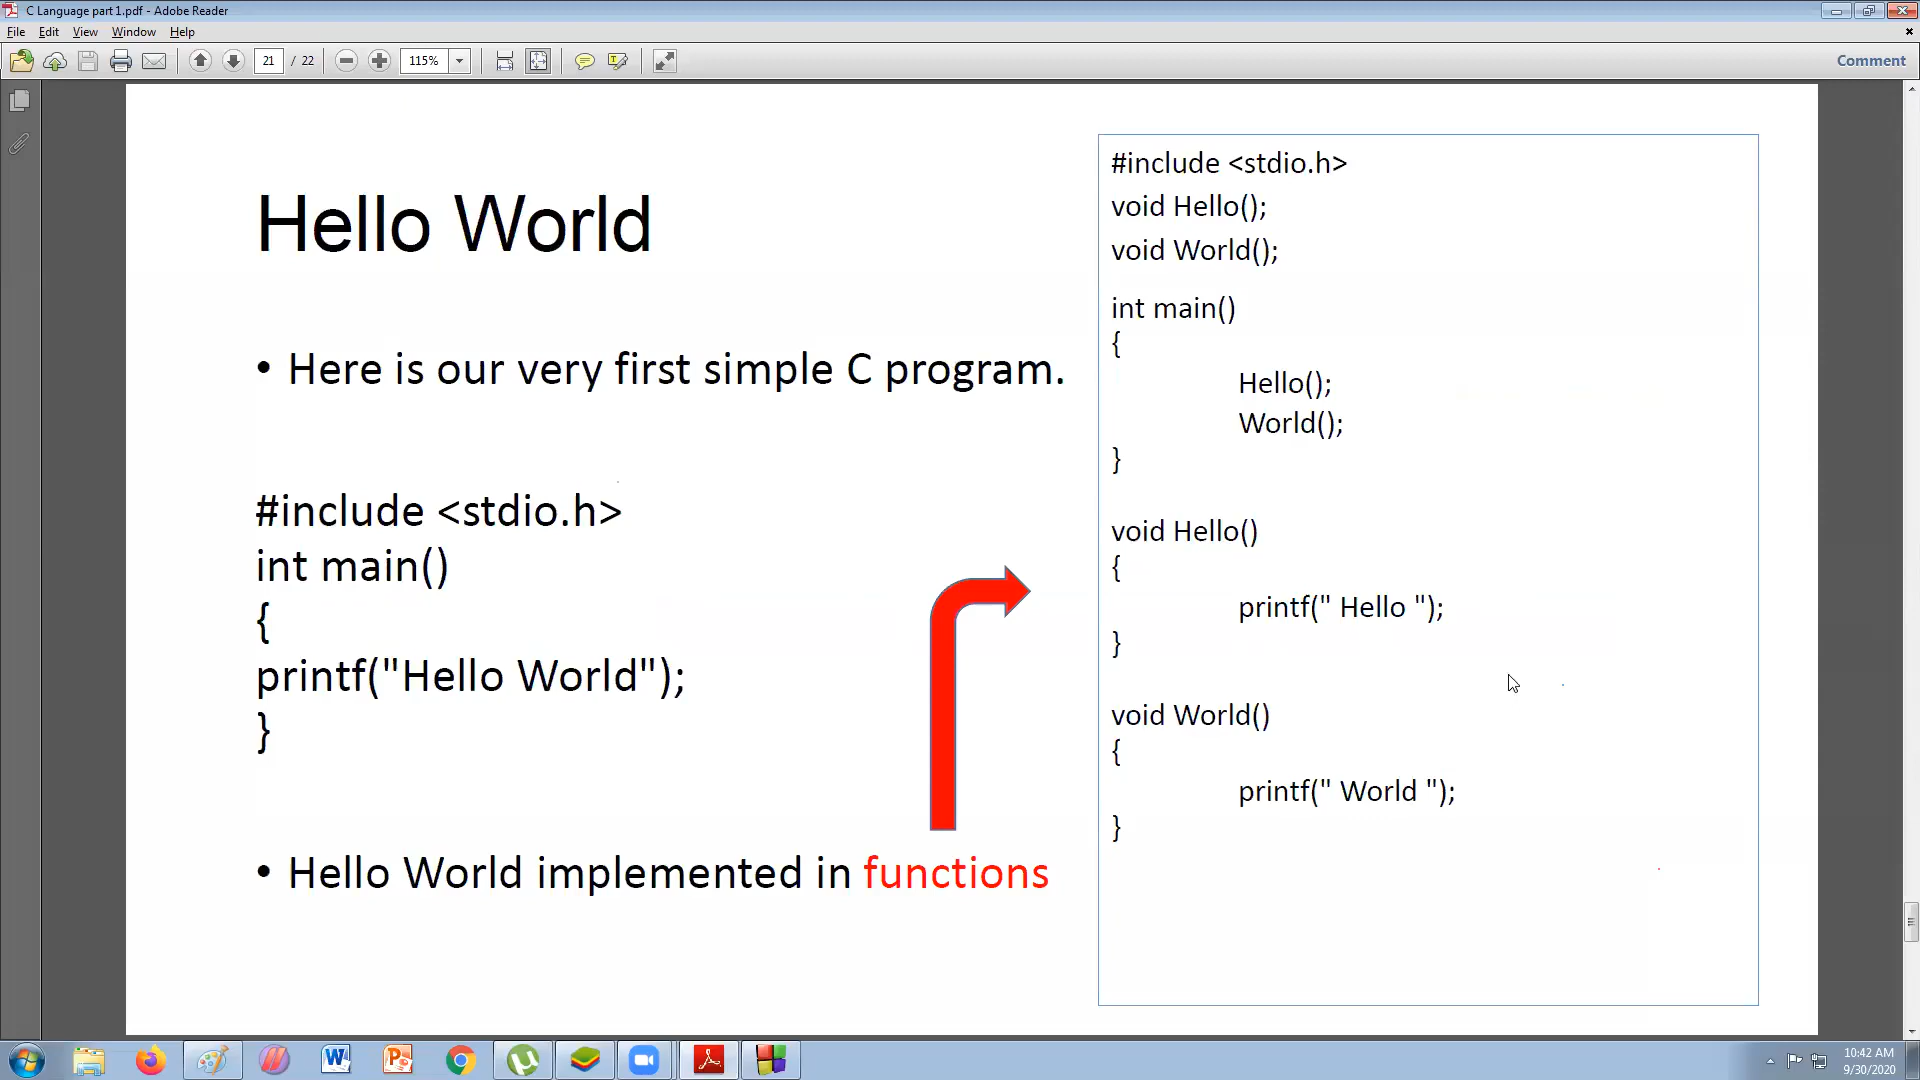 C Language part 1.pdf - Adobe Reader
File Edit View Window Help
21 / 22 115% Comment
Hello World
• Here is our very first simple C program.
#include <stdio.h>
int main()
{
printf("Hello World");
}
• Hello World implemented in functions
#include <stdio.h>
void Hello();
void World();
int main()
{
Hello();
World();
}
void Hello()
{
printf(" Hello ");
}
void World()
{
printf(" World ");
}
10:42 AM
9/30/2020